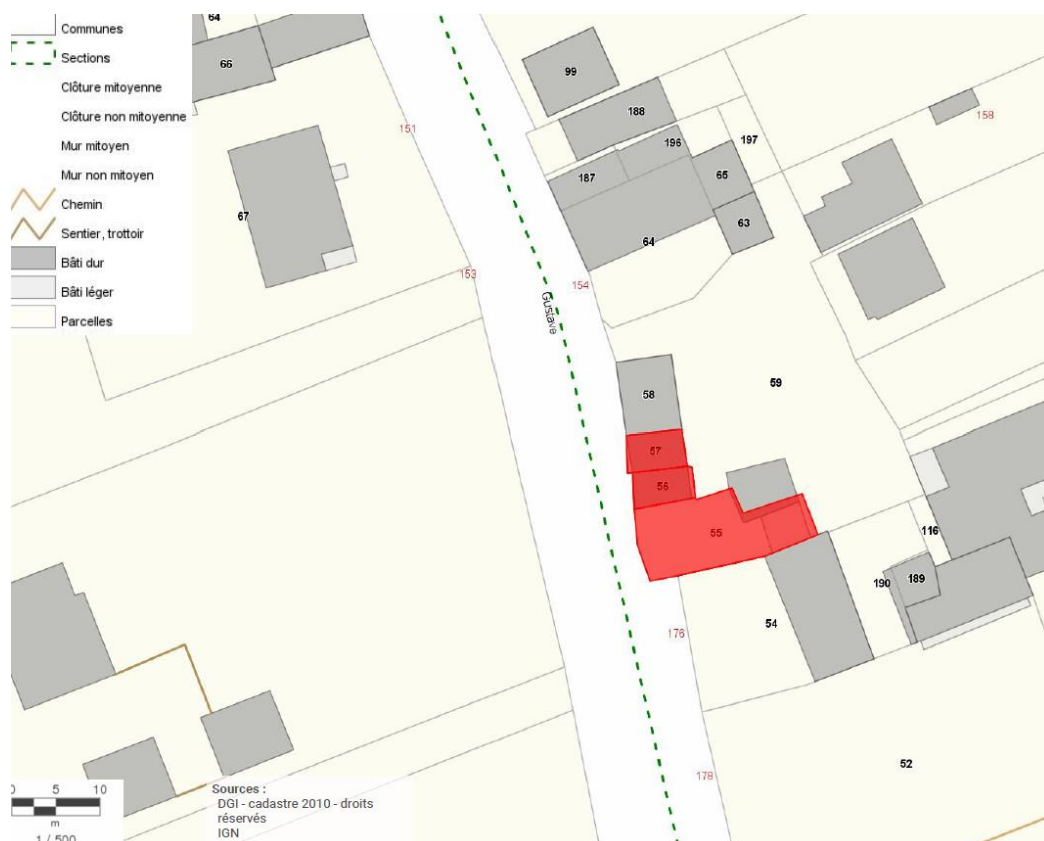 Communes
Sections
Clôture mitoyenne
Clôture non mitoyenne
Mur mitoyen
Mur non mitoyen
Chemin
Sentier, trottoir
Bâti dur
Bâti léger
Parcelles
64
66
67
151
153
99
188
196
187
197
65
63
64
158
154
Gustave
58
59
57
56
55
116
189
190
54
176
178
52
0 5 10
m
1 / 500
Sources :
DGI - cadastre 2010 - droits
réservés
IGN